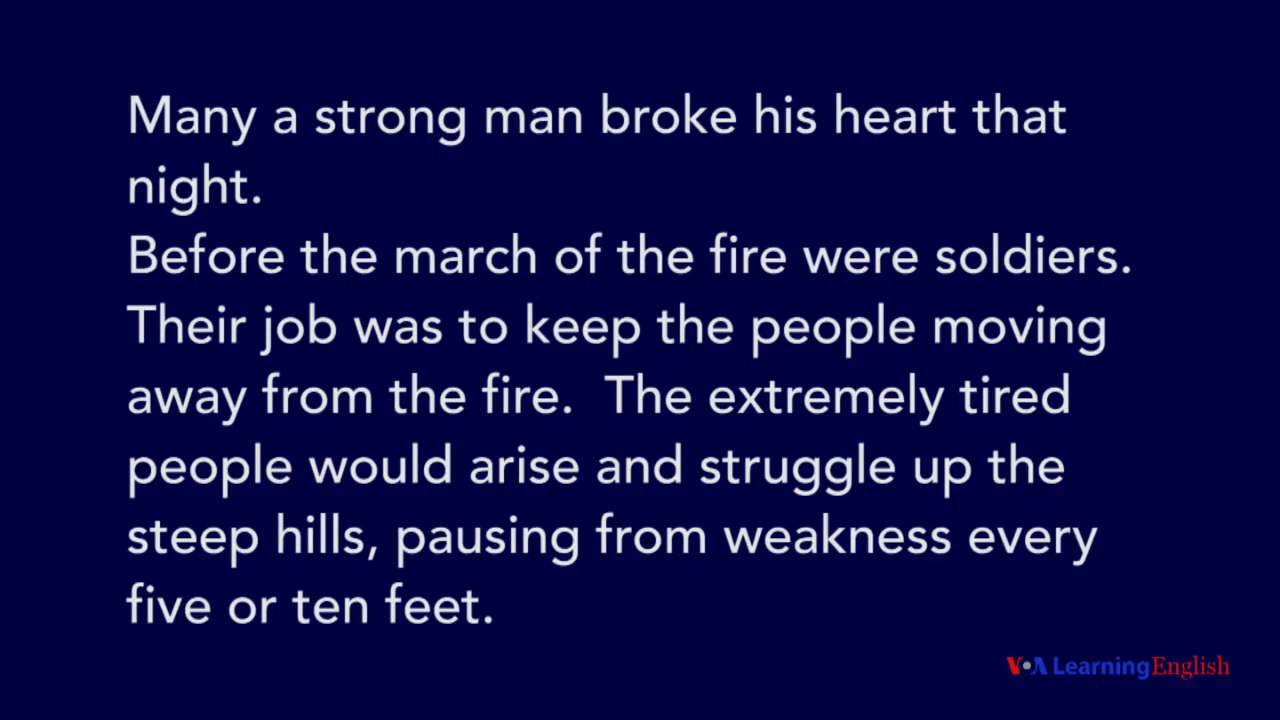 Many a strong man broke his heart that
night.
Before the march of the fire were soldiers.
Their job was to keep the people moving
away from the fire.  The extremely tired
people would arise and struggle up the
steep hills, pausing from weakness every
five or ten feet.
VOA Learning English